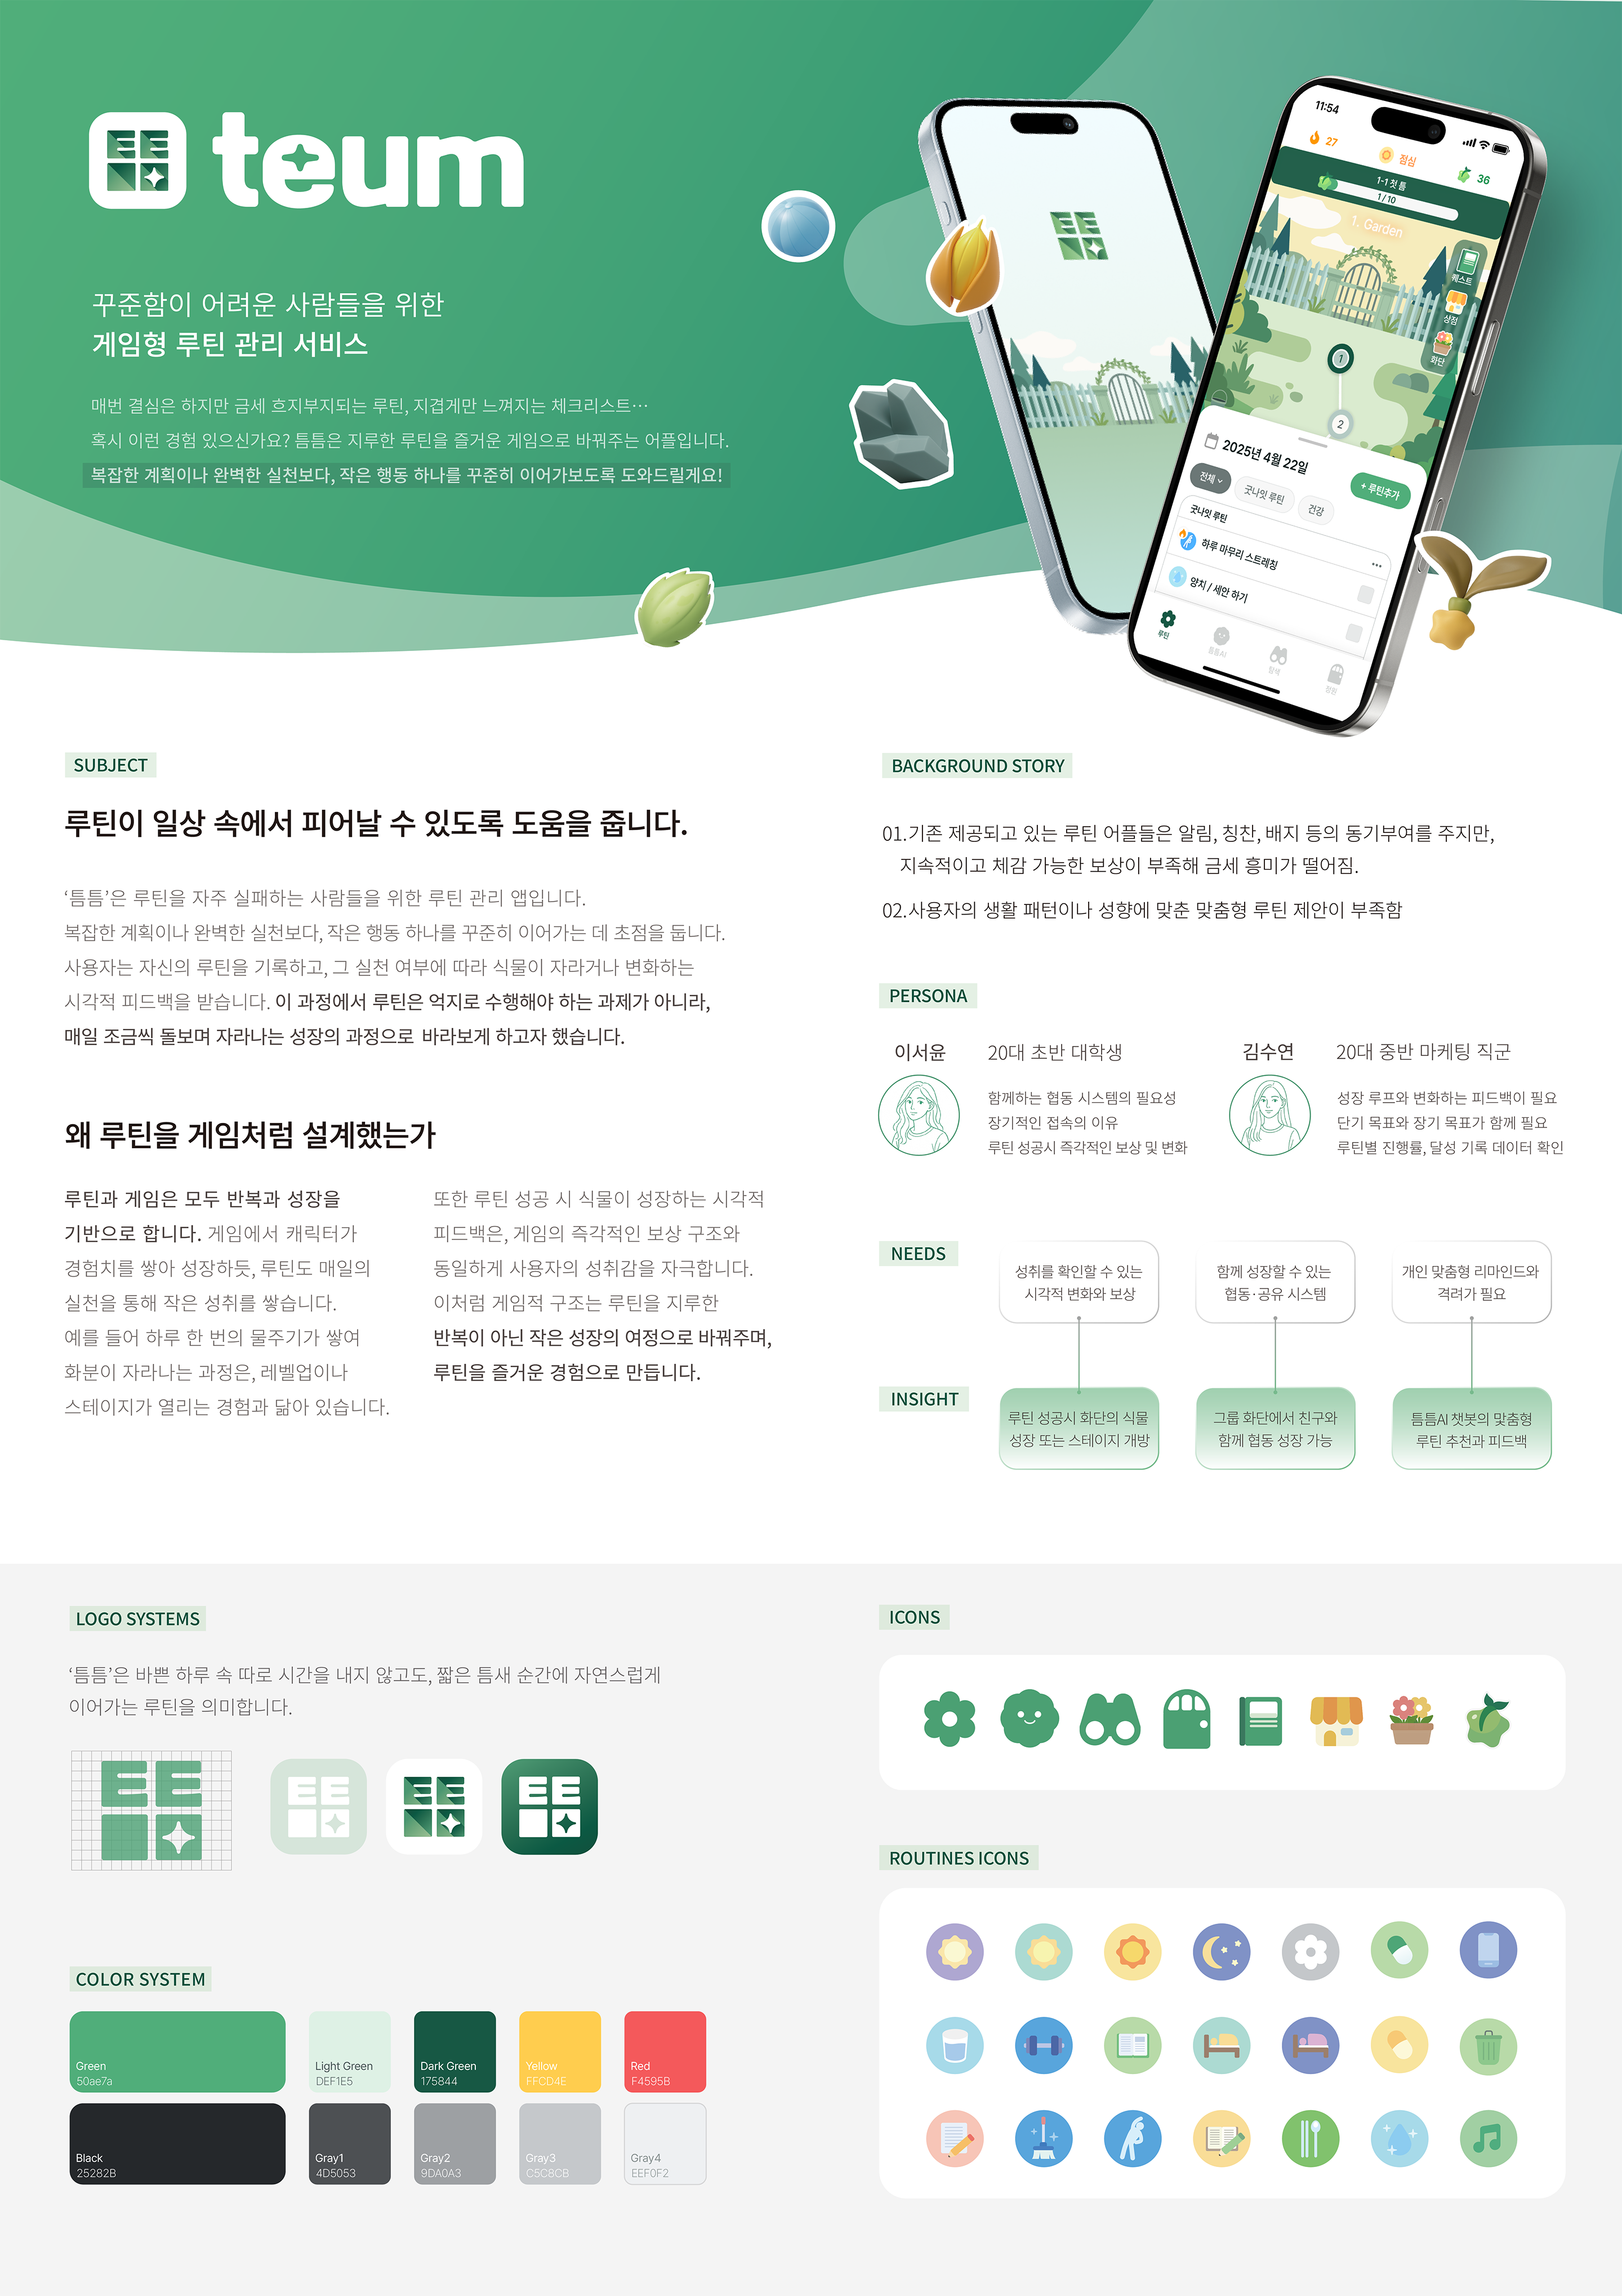 teum
꾸준함이 어려운 사람들을 위한
게임형 루틴 관리 서비스
매번 결심은 하지만 금세 흐지부지되는 루틴, 지겹게만 느껴지는 체크리스트…
혹시 이런 경험 있으신가요? 틈틈은 지루한 루틴을 즐거운 게임으로 바꿔주는 어플입니다.
복잡한 계획이나 완벽한 실천보다, 작은 행동 하나를 꾸준히 이어가보도록 도와드릴게요!
11:54
27
점심
36
1-1 첫 틈
1 / 10
1. Garden
퀘스트
상점
화단
1
2
2025년 4월 22일
+ 루틴추가
전체
굿나잇 루틴
건강
굿나잇 루틴
하루 마무리 스트레칭
양치 / 세안 하기
루틴
틈틈AI
탐색
정원
SUBJECT
루틴이 일상 속에서 피어날 수 있도록 도움을 줍니다.
‘틈틈’은 루틴을 자주 실패하는 사람들을 위한 루틴 관리 앱입니다.
복잡한 계획이나 완벽한 실천보다, 작은 행동 하나를 꾸준히 이어가는 데 초점을 둡니다.
사용자는 자신의 루틴을 기록하고, 그 실천 여부에 따라 식물이 자라거나 변화하는
시각적 피드백을 받습니다. 이 과정에서 루틴은 억지로 수행해야 하는 과제가 아니라,
매일 조금씩 돌보며 자라나는 성장의 과정으로 바라보게 하고자 했습니다.
왜 루틴을 게임처럼 설계했는가
루틴과 게임은 모두 반복과 성장을
기반으로 합니다. 게임에서 캐릭터가
경험치를 쌓아 성장하듯, 루틴도 매일의
실천을 통해 작은 성취를 쌓습니다.
예를 들어 하루 한 번의 물주기가 쌓여
화분이 자라나는 과정은, 레벨업이나
스테이지가 열리는 경험과 닮아 있습니다.
또한 루틴 성공 시 식물이 성장하는 시각적
피드백은, 게임의 즉각적인 보상 구조와
동일하게 사용자의 성취감을 자극합니다.
이처럼 게임적 구조는 루틴을 지루한
반복이 아닌 작은 성장의 여정으로 바꿔주며,
루틴을 즐거운 경험으로 만듭니다.
BACKGROUND STORY
01.기존 제공되고 있는 루틴 어플들은 알림, 칭찬, 배지 등의 동기부여를 주지만,
지속적이고 체감 가능한 보상이 부족해 금세 흥미가 떨어짐.
02.사용자의 생활 패턴이나 성향에 맞춘 맞춤형 루틴 제안이 부족함
PERSONA
이서윤
20대 초반 대학생
함께하는 협동 시스템의 필요성
장기적인 접속의 이유
루틴 성공시 즉각적인 보상 및 변화
김수연
20대 중반 마케팅 직군
성장 루프와 변화하는 피드백이 필요
단기 목표와 장기 목표가 함께 필요
루틴별 진행률, 달성 기록 데이터 확인
NEEDS
성취를 확인할 수 있는
시각적 변화와 보상
함께 성장할 수 있는
협동·공유 시스템
개인 맞춤형 리마인드와
격려가 필요
INSIGHT
루틴 성공시 화단의 식물
성장 또는 스테이지 개방
그룹 화단에서 친구와
함께 협동 성장 가능
틈틈AI 챗봇의 맞춤형
루틴 추천과 피드백
LOGO SYSTEMS
‘틈틈’은 바쁜 하루 속 따로 시간을 내지 않고도, 짧은 틈새 순간에 자연스럽게
이어가는 루틴을 의미합니다.
COLOR SYSTEM
Green
50ae7a
Light Green
DEF1E5
Dark Green
175844
Yellow
FFCD4E
Red
F4595B
Black
25282B
Gray1
4D5053
Gray2
9DA0A3
Gray3
C5C8CB
Gray4
EEF0F2
ICONS
ROUTINES ICONS